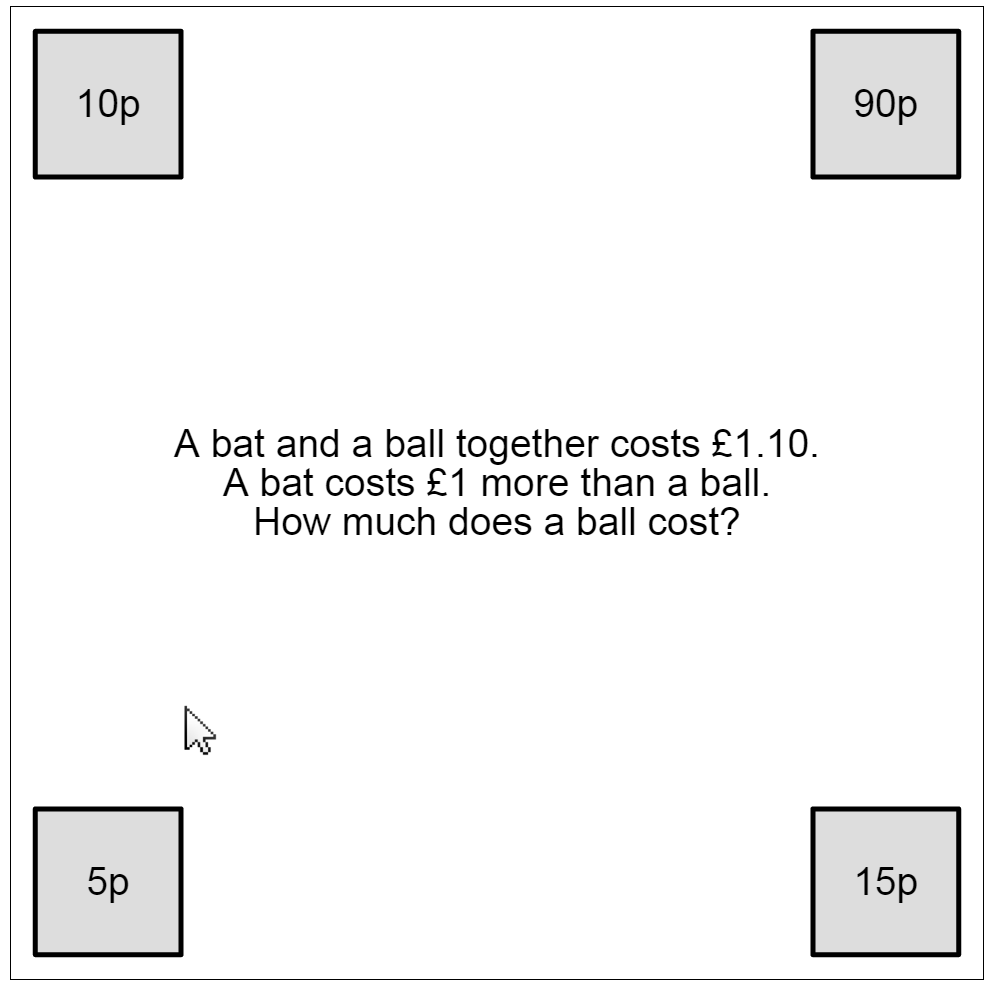 10p
90p
A bat and a ball together costs £1.10.
A bat costs £1 more than a ball.
How much does a ball cost?
5p
15p